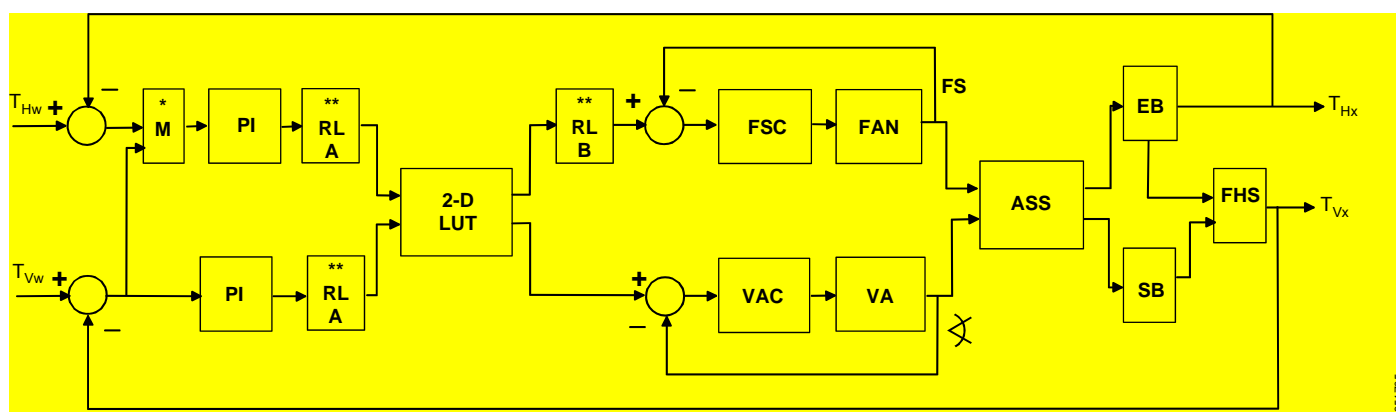 T_Hw + − * M PI ** RL A ** RL B + − FSC FAN FS EB T_Hx
2-D LUT ASS FHS T_Vx
T_Vw + − PI ** RL A + − VAC VA SB